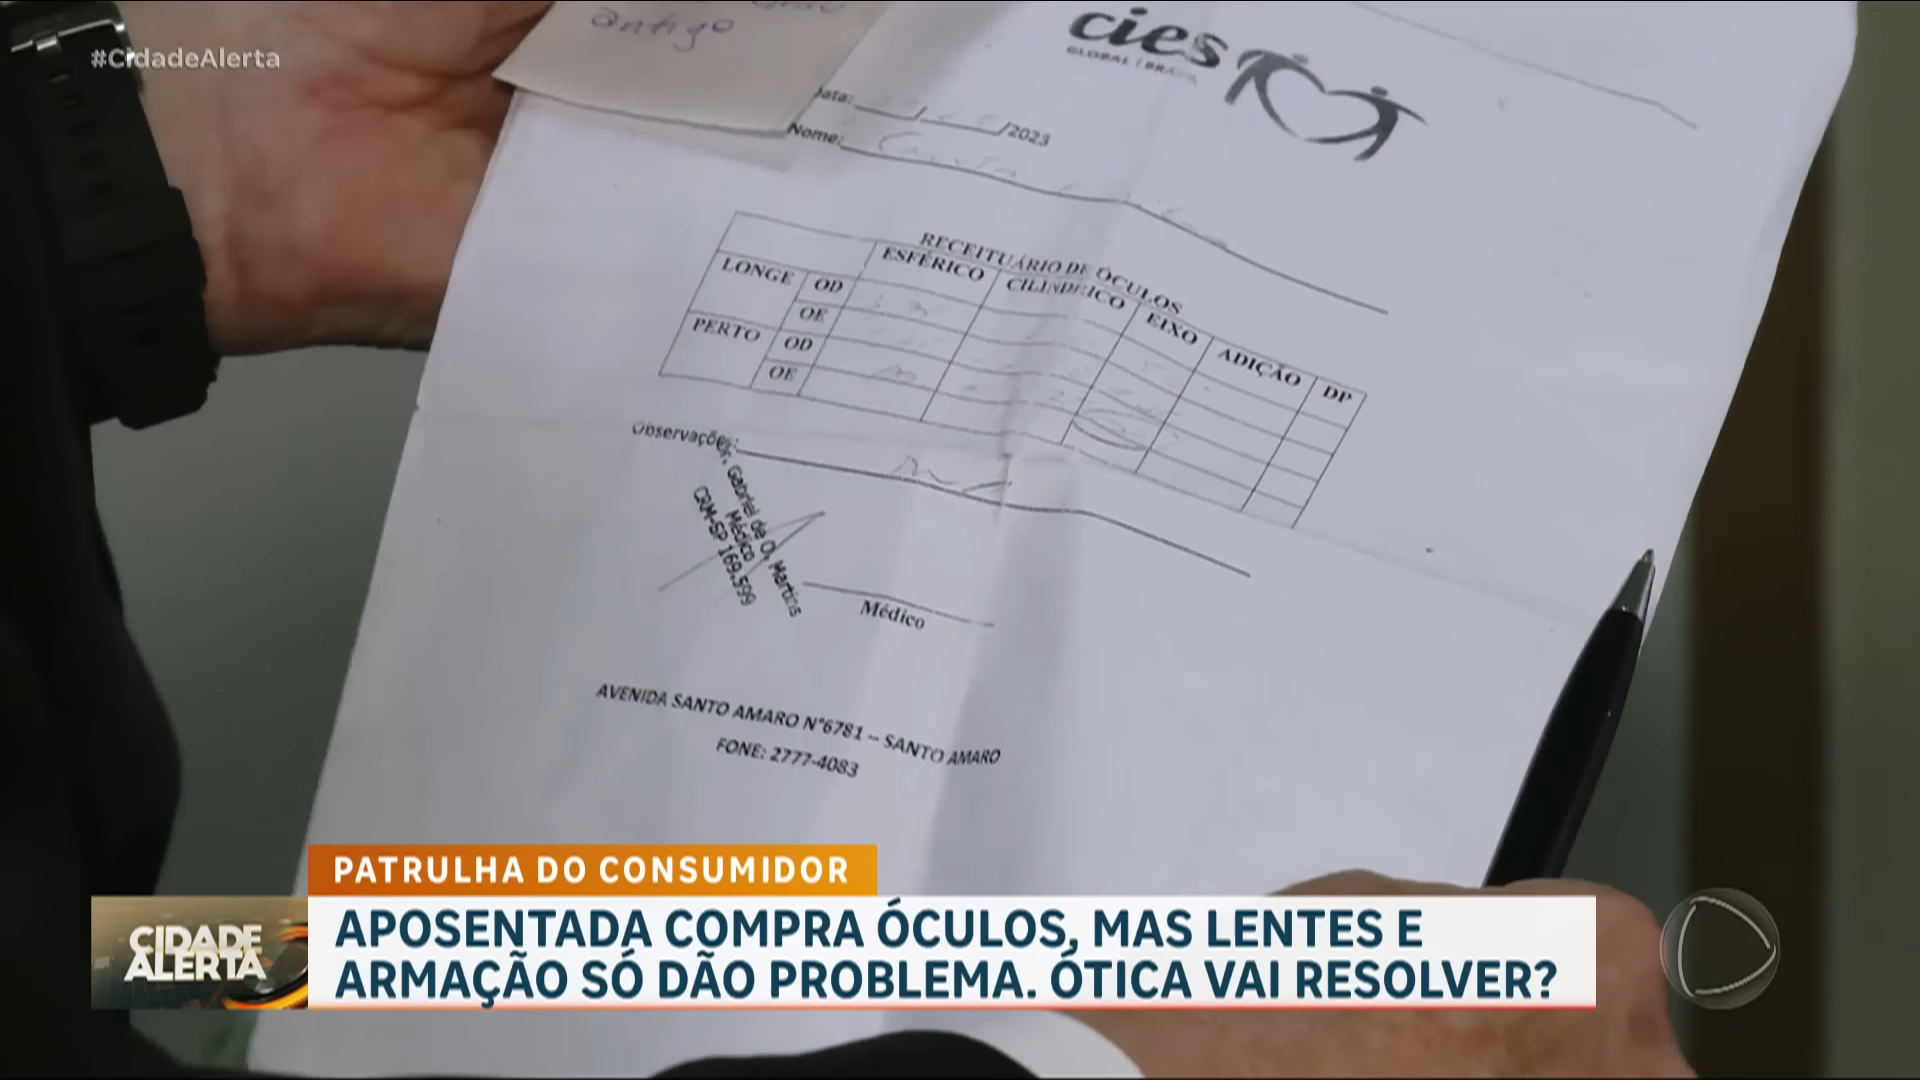 antigo
#CidadeAlerta
cies
GLOBAL | BRASIL
Data: ___/___/2023
Nome:
RECEITUÁRIO DE ÓCULOS
ESFÉRICO CILINDRICO EIXO ADIÇÃO DP
LONGE OD
OE
PERTO OD
OE
Observações:
Dr. Gabriel de O. Martins
Médico
CRM-SP 169.599
Médico
AVENIDA SANTO AMARO N°6781 – SANTO AMARO
FONE: 2777-4083
PATRULHA DO CONSUMIDOR
CIDADE
ALERTA
APOSENTADA COMPRA ÓCULOS, MAS LENTES E
ARMAÇÃO SÓ DÃO PROBLEMA. ÓTICA VAI RESOLVER?